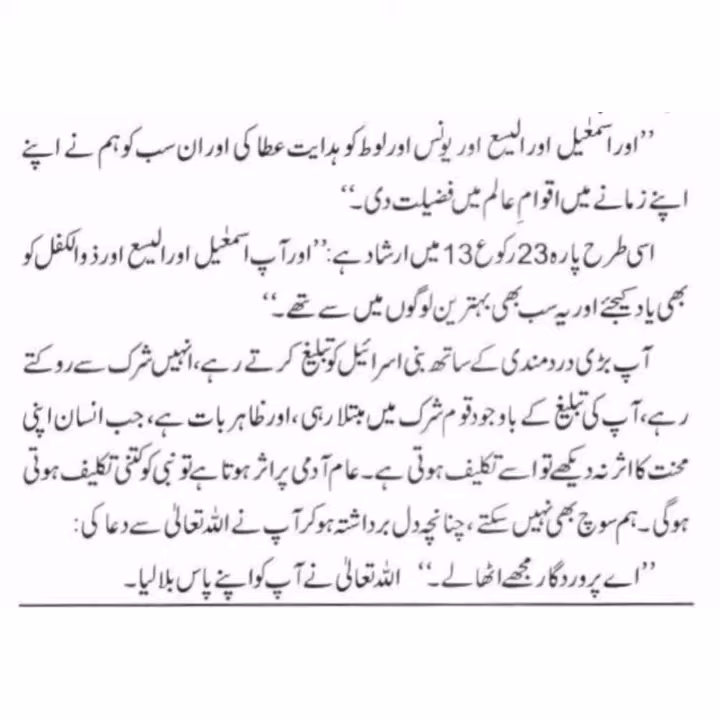 ’’اور اسمٰعیل اور الیسع اور یونس اور لوط کو ہدایت عطا کی اور ان سب کو ہم نے اپنے
اپنے زمانے میں اقوامِ عالم میں فضیلت دی۔‘‘
اسی طرح پارہ 23 رکوع 13 میں ارشاد ہے: ’’اور آپ اسمٰعیل اور الیسع اور ذوالکفل کو
بھی یاد کیجئے اور یہ سب بھی بہترین لوگوں میں سے تھے۔‘‘
آپ بڑی دردمندی کے ساتھ بنی اسرائیل کو تبلیغ کرتے رہے، انہیں شرک سے روکتے
رہے، آپ کی تبلیغ کے باوجود قوم شرک میں مبتلا رہی، اور ظاہر بات ہے، جب انسان اپنی
محنت کا اثر نہ دیکھے تو اسے تکلیف ہوتی ہے۔ عام آدمی پر اثر ہوتا ہے تو نبی کو کتنی تکلیف ہوتی
ہوگی۔ ہم سوچ بھی نہیں سکتے، چنانچہ دل برداشتہ ہو کر آپ نے اللہ تعالیٰ سے دعا کی:
’’اے پروردگار مجھے اٹھا لے۔‘‘ اللہ تعالیٰ نے آپ کو اپنے پاس بلا لیا۔